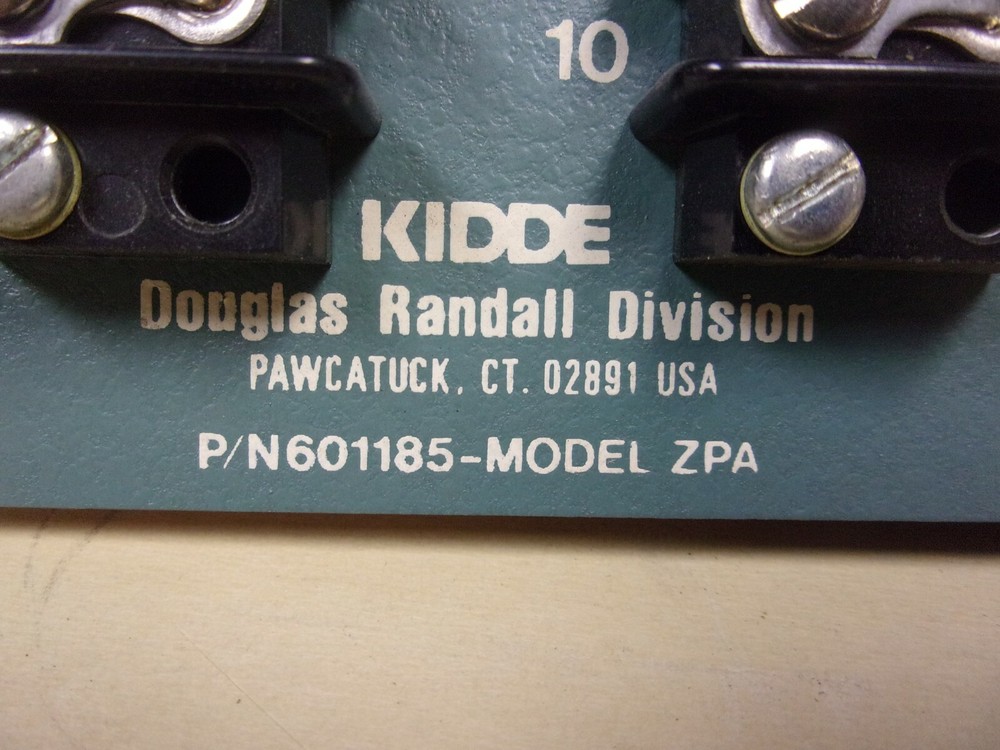 10
KIDDE
Douglas Randall Division
PAWCATUCK, CT. 02891 USA
P/N601185-MODEL ZPA